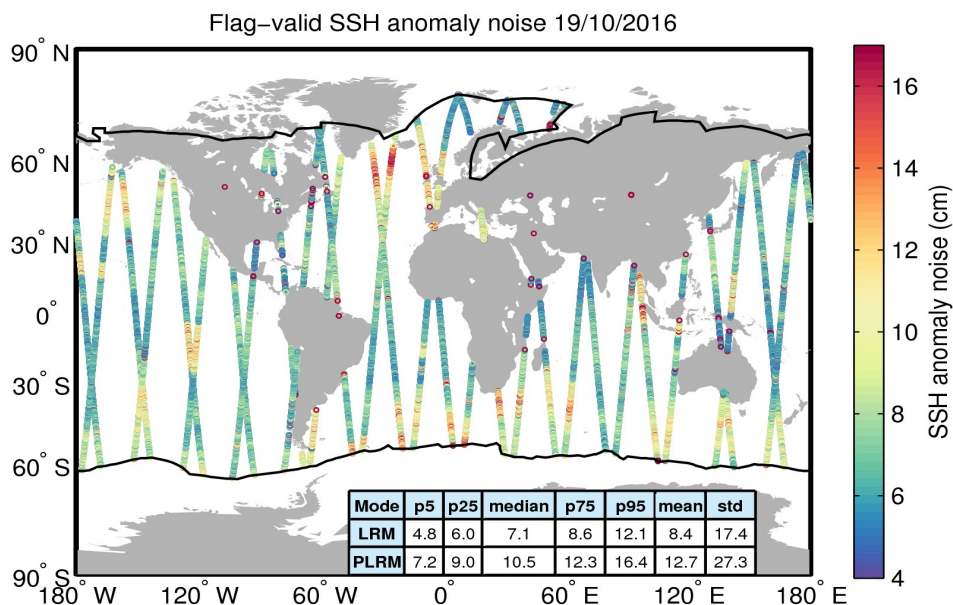 Flag−valid SSH anomaly noise 19/10/2016
90° N
60° N
30° N
0°
30° S
60° S
90° S
180° W 120° W 60° W 0° 60° E 120° E 180° E
Mode p5 p25 median p75 p95 mean std
LRM 4.8 6.0 7.1 8.6 12.1 8.4 17.4
PLRM 7.2 9.0 10.5 12.3 16.4 12.7 27.3
16
14
12
10
8
6
4
SSH anomaly noise (cm)